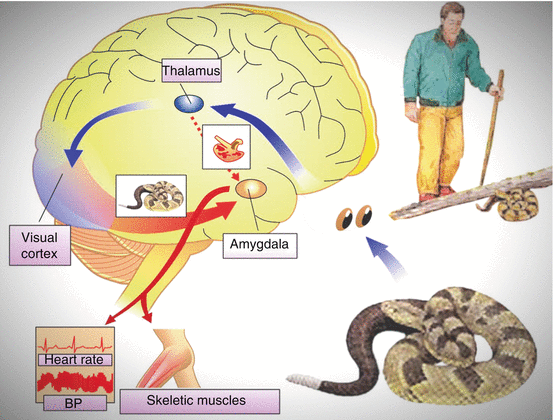 Thalamus
Visual
cortex
Amygdala
Heart rate
BP
Skeletic muscles